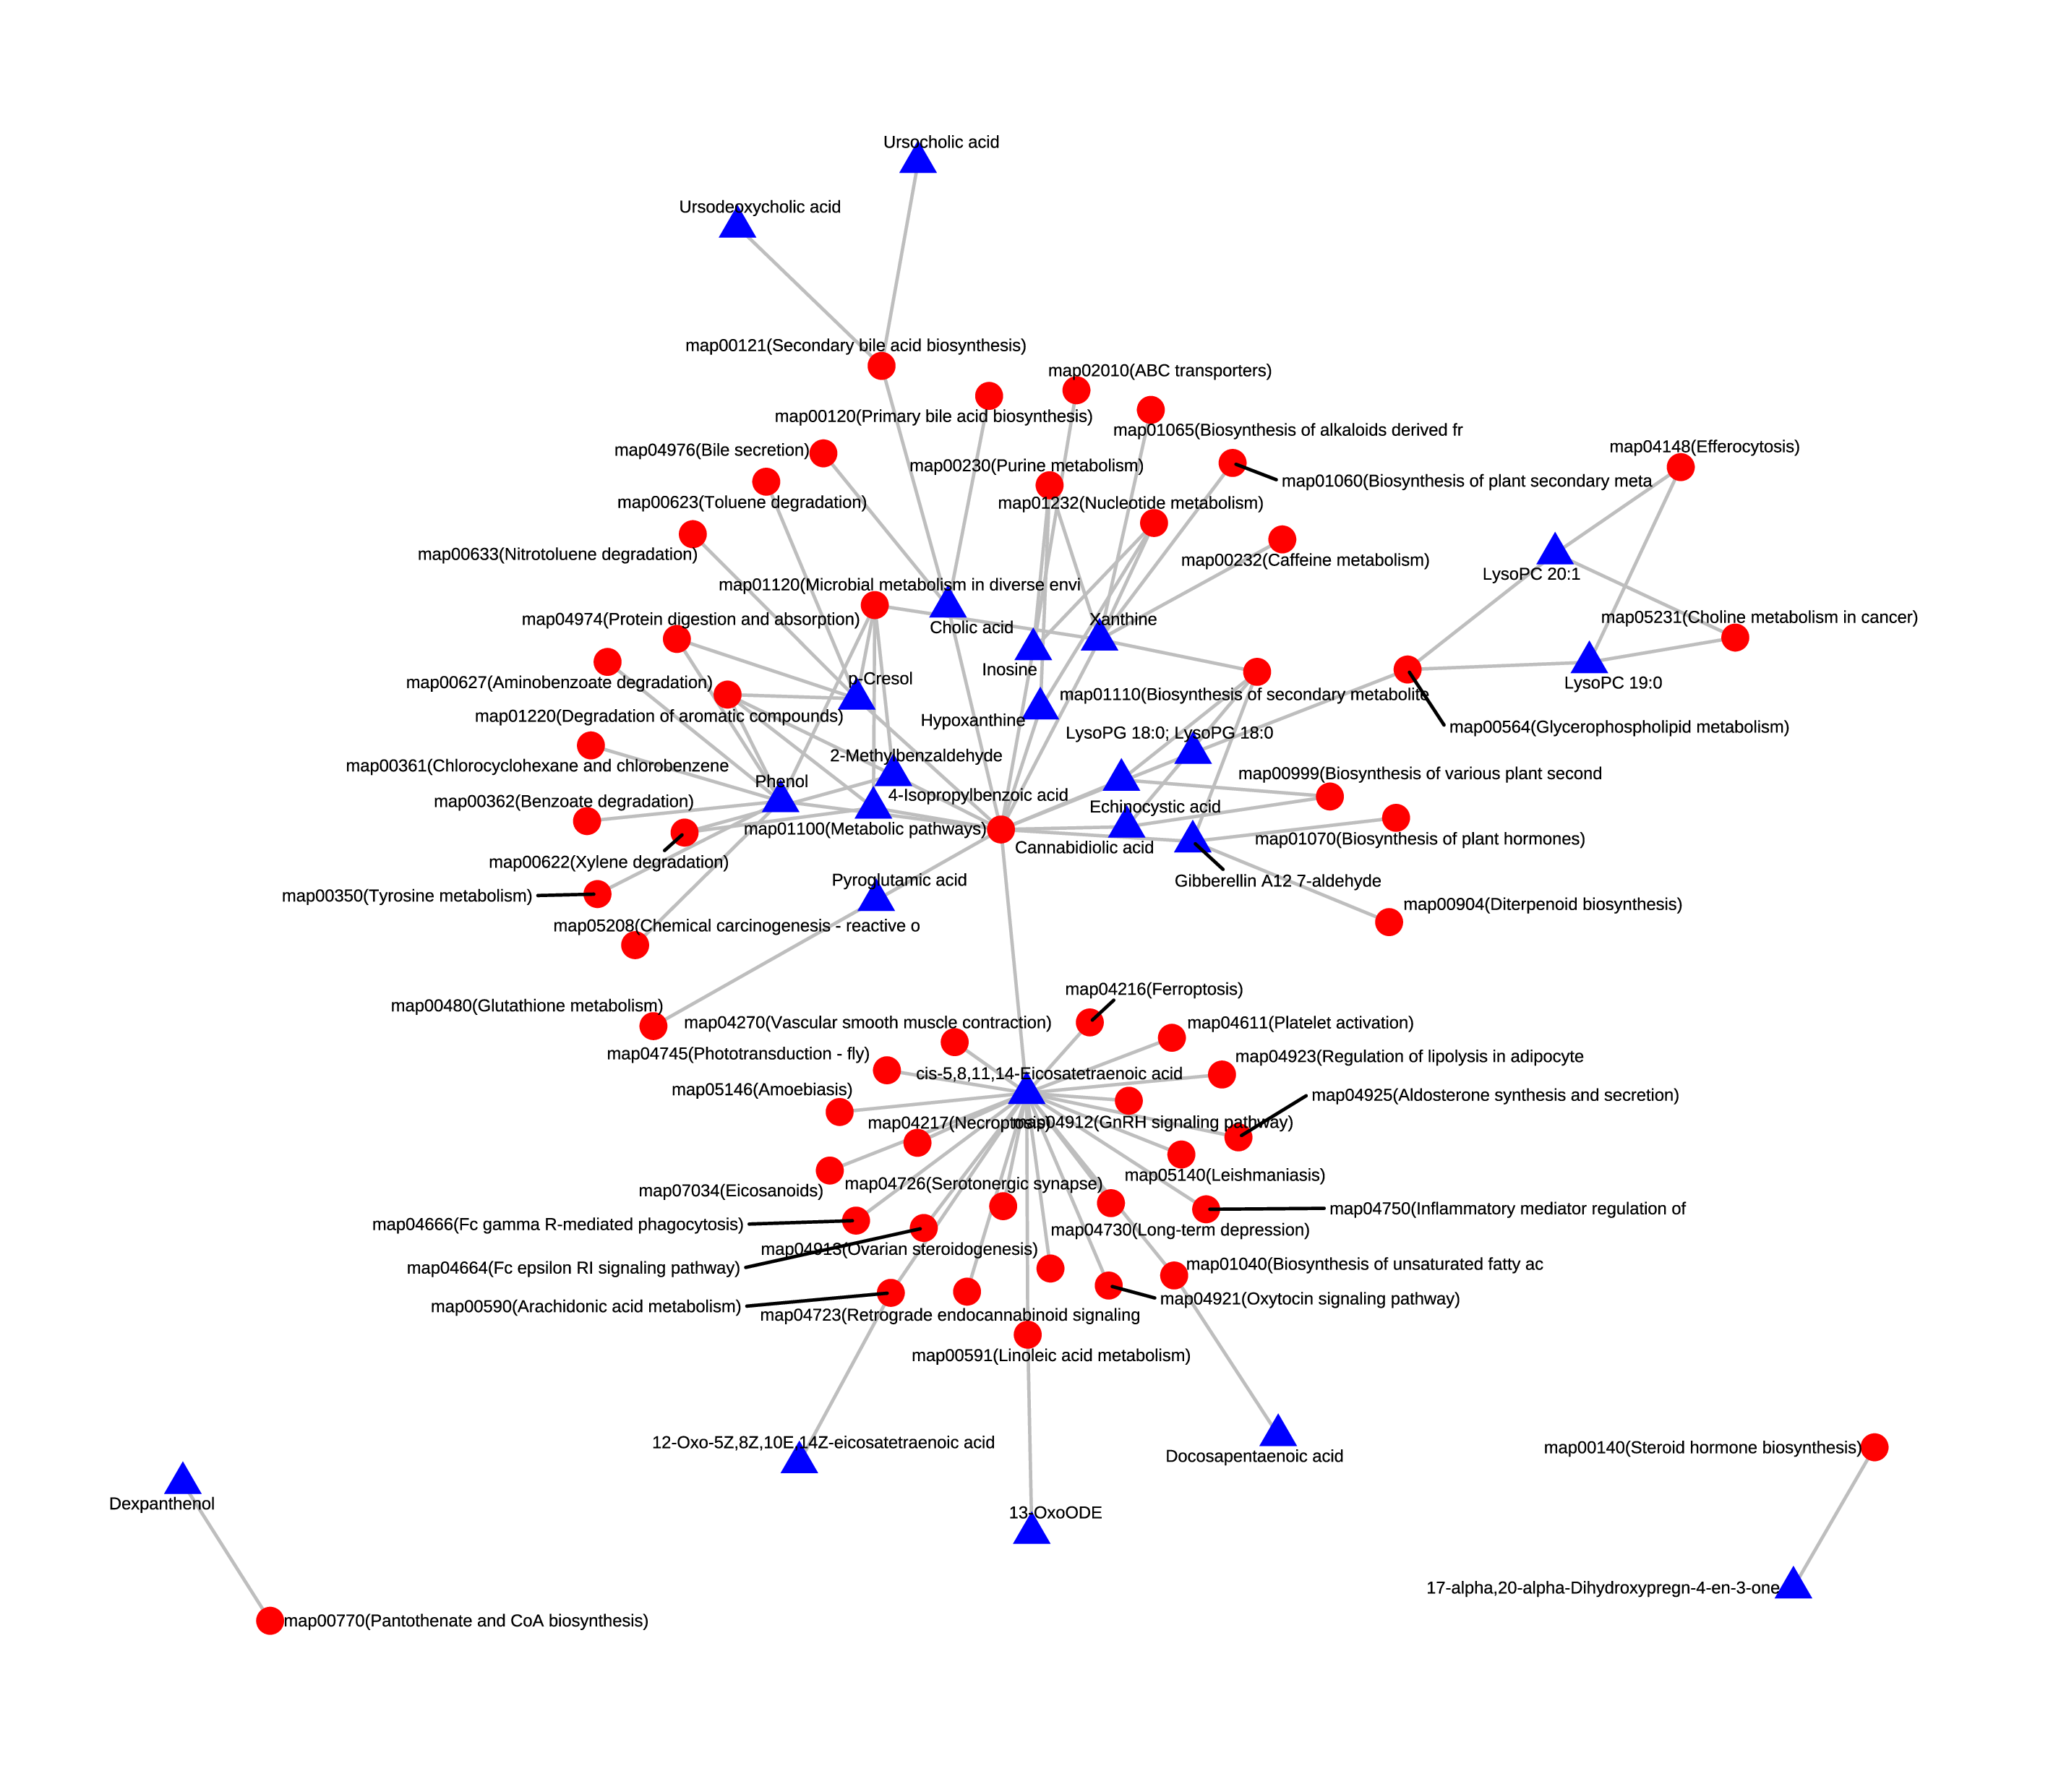 Ursocholic acid
Ursodeoxycholic acid
map00121(Secondary bile acid biosynthesis)
map02010(ABC transporters)
map00120(Primary bile acid biosynthesis)
map01065(Biosynthesis of alkaloids derived fr
map04976(Bile secretion)
map04148(Efferocytosis)
map00230(Purine metabolism)
map01060(Biosynthesis of plant secondary meta
map00623(Toluene degradation)
map01232(Nucleotide metabolism)
map00633(Nitrotoluene degradation)
map00232(Caffeine metabolism)
LysoPC 20:1
map01120(Microbial metabolism in diverse envi
map04974(Protein digestion and absorption)
Cholic acid
Xanthine
map05231(Choline metabolism in cancer)
Inosine
p-Cresol
map00627(Aminobenzoate degradation)
LysoPC 19:0
map01110(Biosynthesis of secondary metabolite
map01220(Degradation of aromatic compounds)
Hypoxanthine
map00564(Glycerophospholipid metabolism)
LysoPG 18:0; LysoPG 18:0
2-Methylbenzaldehyde
map00361(Chlorocyclohexane and chlorobenzene
map00999(Biosynthesis of various plant second
Phenol
4-Isopropylbenzoic acid
map00362(Benzoate degradation)
Echinocystic acid
map01100(Metabolic pathways)
map01070(Biosynthesis of plant hormones)
Cannabidiolic acid
map00622(Xylene degradation)
Pyroglutamic acid
Gibberellin A12 7-aldehyde
map00350(Tyrosine metabolism)
map00904(Diterpenoid biosynthesis)
map05208(Chemical carcinogenesis - reactive o
map04216(Ferroptosis)
map00480(Glutathione metabolism)
map04270(Vascular smooth muscle contraction)
map04611(Platelet activation)
map04745(Phototransduction - fly)
map04923(Regulation of lipolysis in adipocyte
cis-5,8,11,14-Eicosatetraenoic acid
map05146(Amoebiasis)
map04925(Aldosterone synthesis and secretion)
map04217(Necroptosis)
map04912(GnRH signaling pathway)
map05140(Leishmaniasis)
map04726(Serotonergic synapse)
map07034(Eicosanoids)
map04750(Inflammatory mediator regulation of
map04666(Fc gamma R-mediated phagocytosis)
map04730(Long-term depression)
map04913(Ovarian steroidogenesis)
map01040(Biosynthesis of unsaturated fatty ac
map04664(Fc epsilon RI signaling pathway)
map04921(Oxytocin signaling pathway)
map00590(Arachidonic acid metabolism)
map04723(Retrograde endocannabinoid signaling
map00591(Linoleic acid metabolism)
12-Oxo-5Z,8Z,10E,14Z-eicosatetraenoic acid
map00140(Steroid hormone biosynthesis)
Docosapentaenoic acid
Dexpanthenol
13-OxoODE
17-alpha,20-alpha-Dihydroxypregn-4-en-3-one
map00770(Pantothenate and CoA biosynthesis)